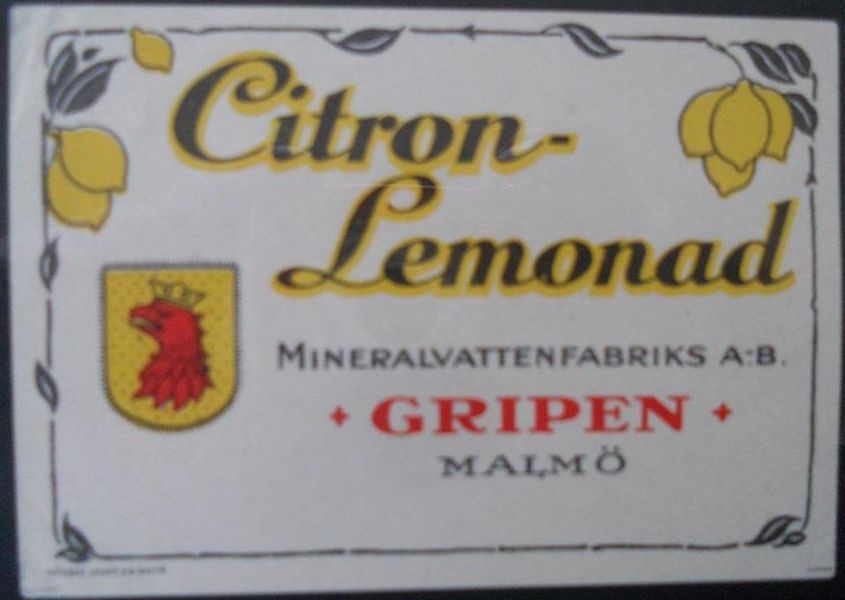 Citron-
Lemonad
MINERALVATTENFABRIKS A.-B.
GRIPEN
MALMÖ